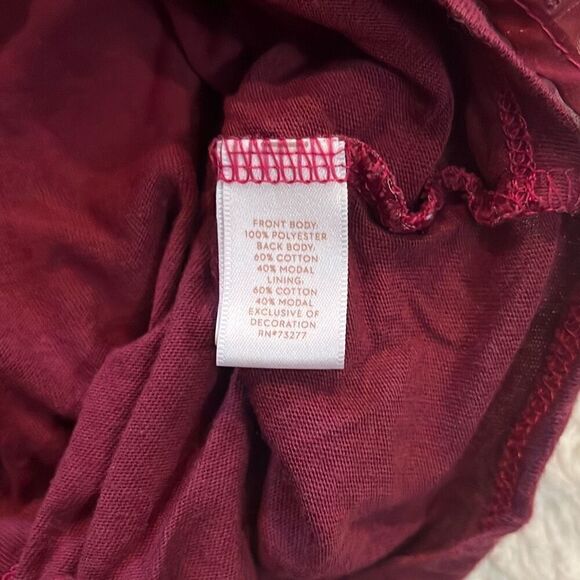 FRONT BODY:
100% POLYESTER
BACK BODY:
60% COTTON
40% MODAL
LINING:
60% COTTON
40% MODAL
EXCLUSIVE OF
DECORATION
RN#73277